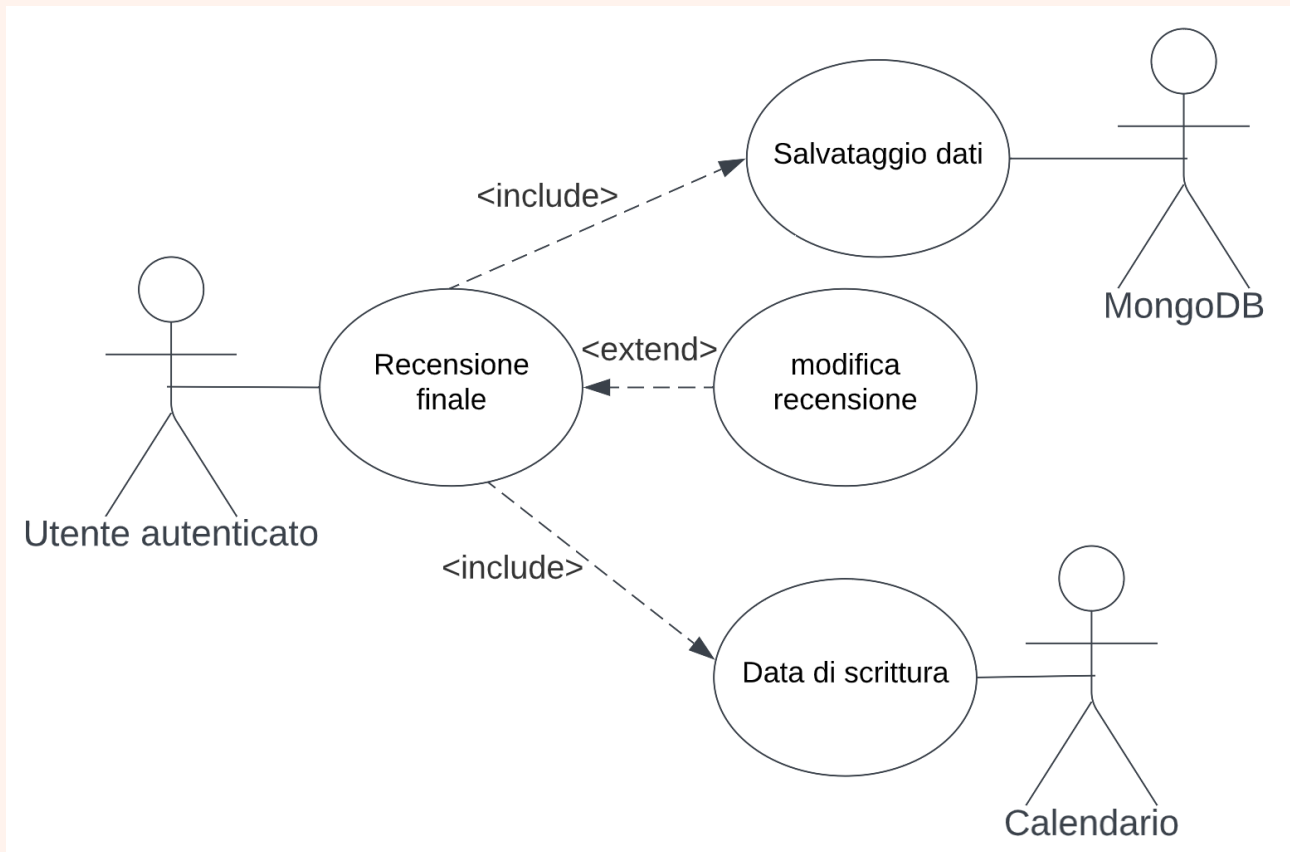 Salvataggio dati
MongoDB
<include>
Recensione
finale
<extend>
modifica
recensione
Utente autenticato
<include>
Data di scrittura
Calendario